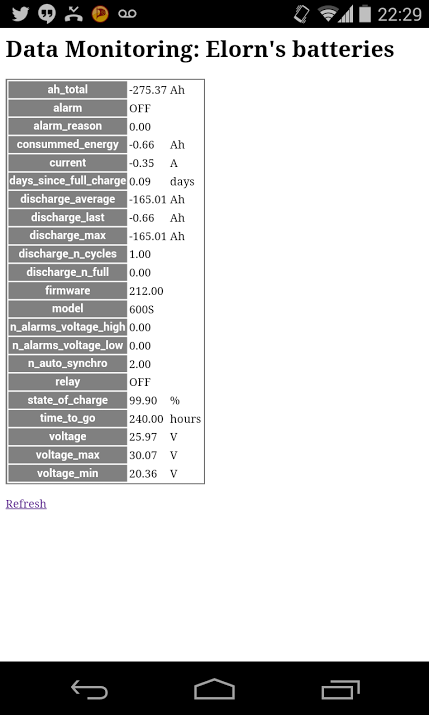 22:29
Data Monitoring: Elorn's batteries
ah_total -275.37 Ah
alarm OFF
alarm_reason 0.00
consummed_energy -0.66 Ah
current -0.35 A
days_since_full_charge 0.09 days
discharge_average -165.01 Ah
discharge_last -0.66 Ah
discharge_max -165.01 Ah
discharge_n_cycles 1.00
discharge_n_full 0.00
firmware 212.00
model 600S
n_alarms_voltage_high 0.00
n_alarms_voltage_low 0.00
n_auto_synchro 2.00
relay OFF
state_of_charge 99.90 %
time_to_go 240.00 hours
voltage 25.97 V
voltage_max 30.07 V
voltage_min 20.36 V
Refresh